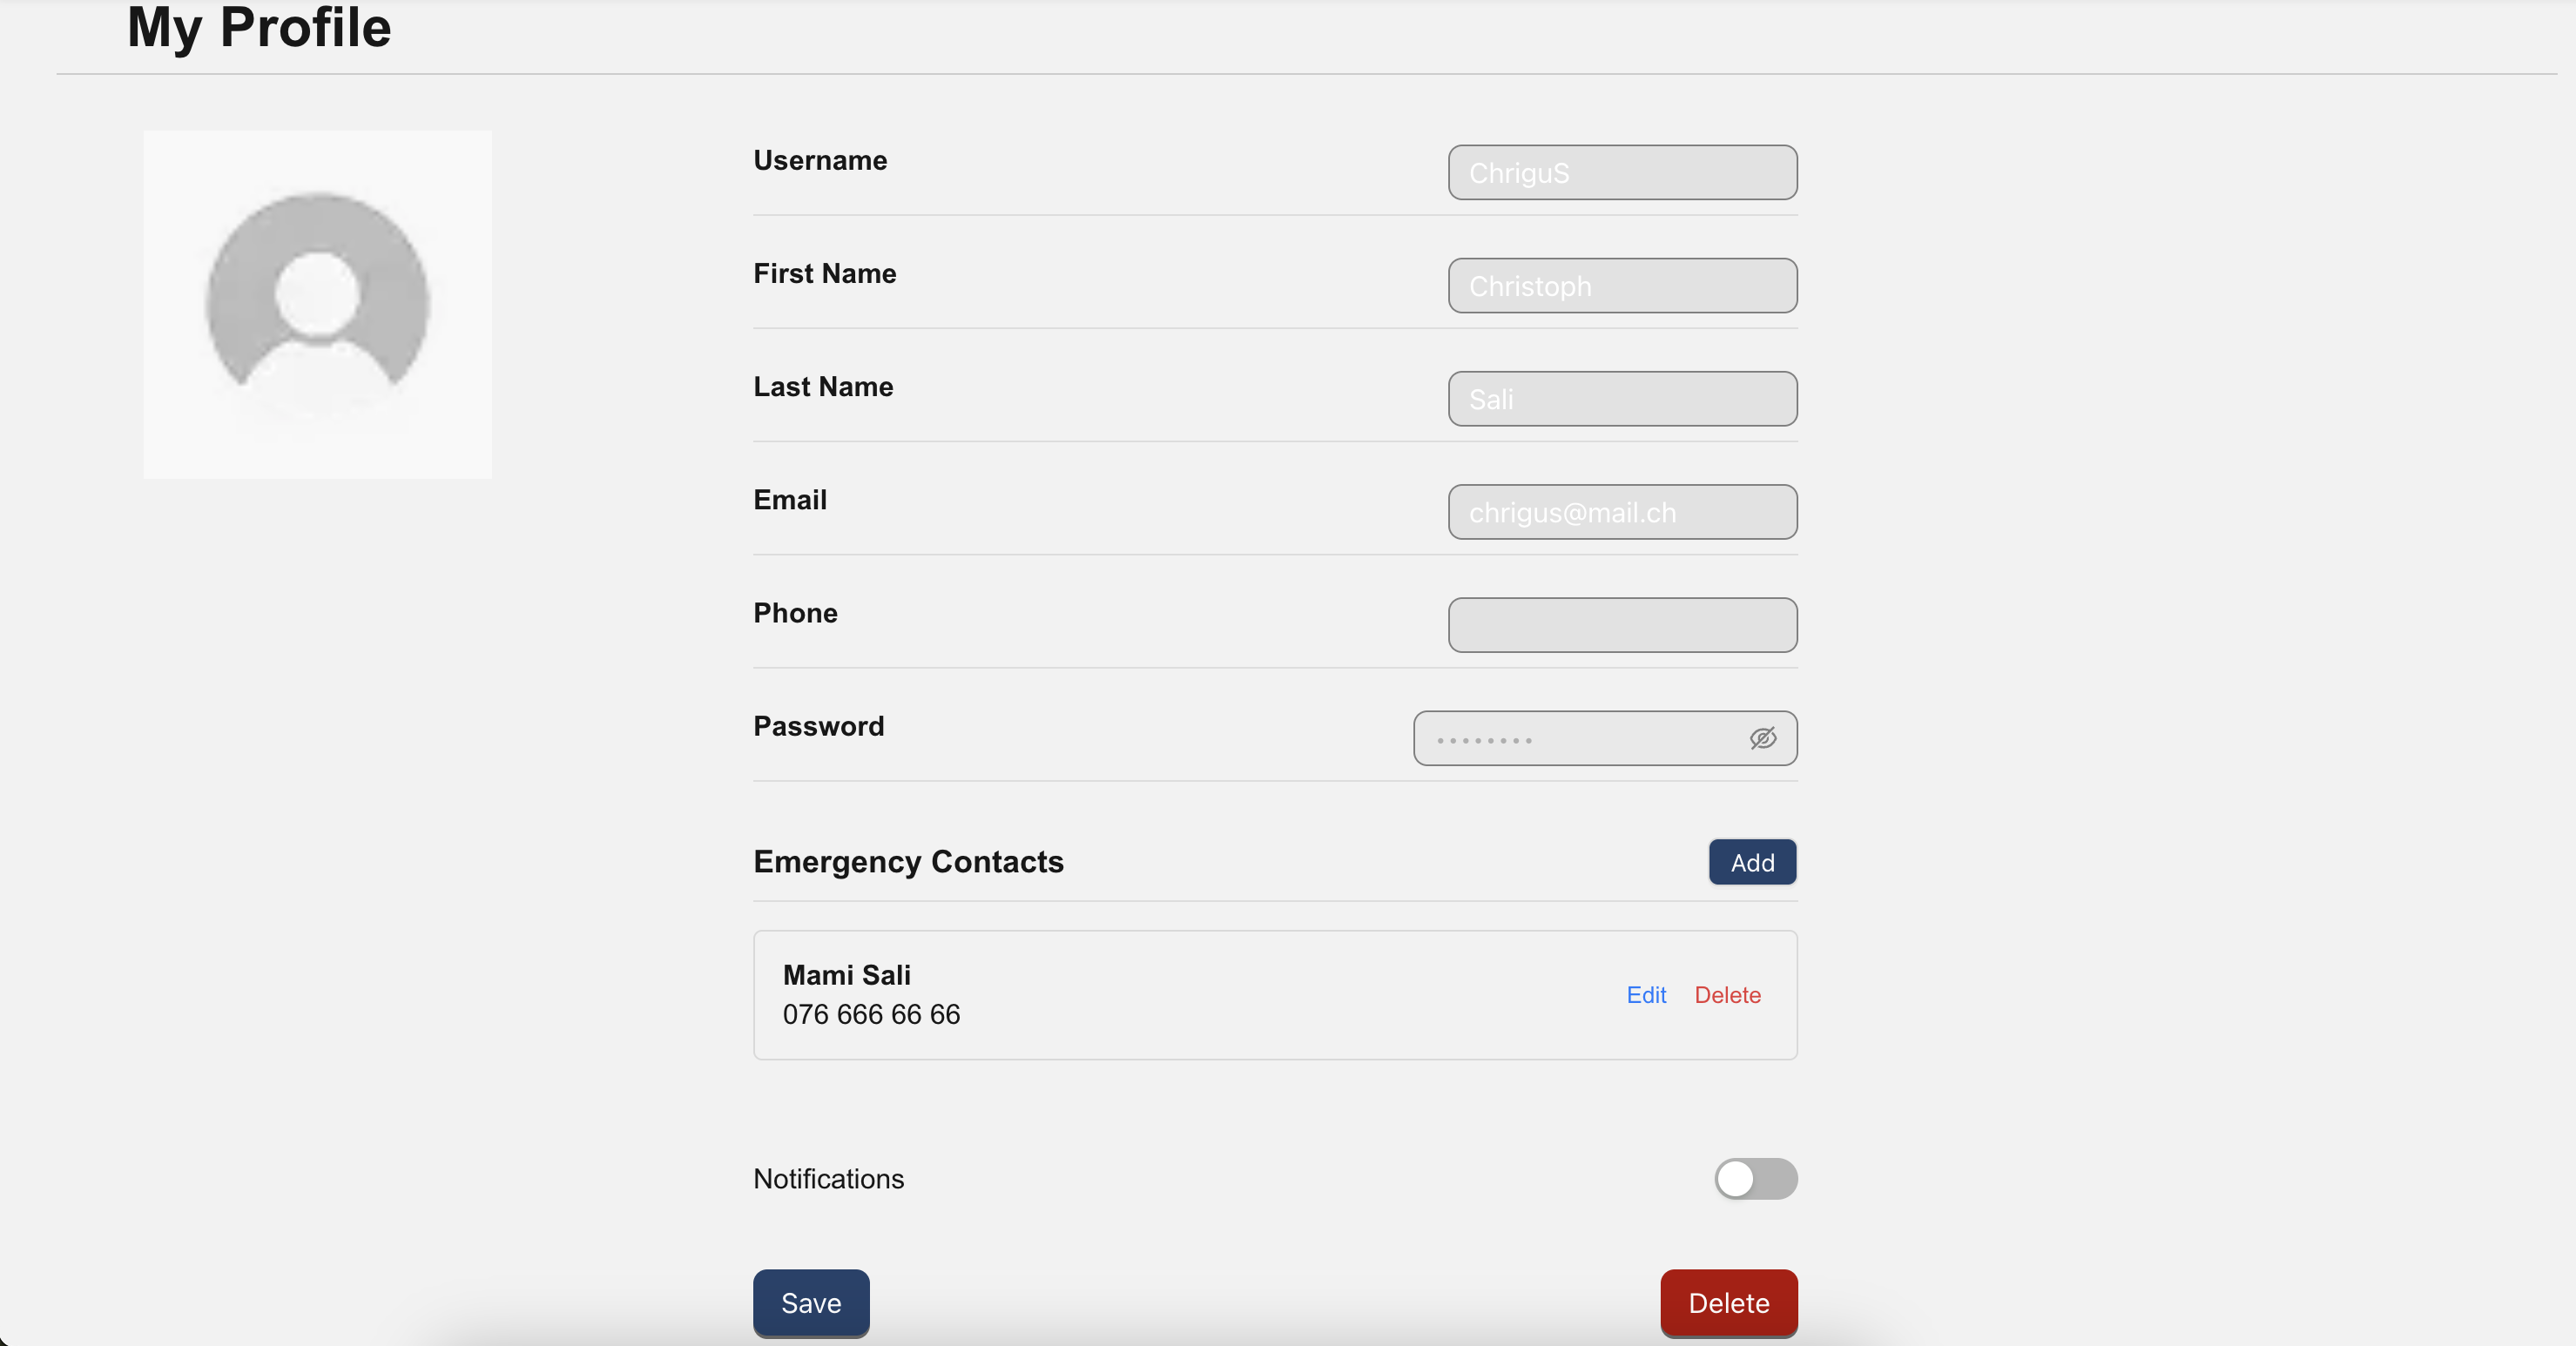 My Profile
Username
ChriguS
First Name
Christoph
Last Name
Sali
Email
chrigus@mail.ch
Phone
Password
••••••••
Emergency Contacts
Add
Mami Sali
076 666 66 66
Edit Delete
Notifications
Save
Delete